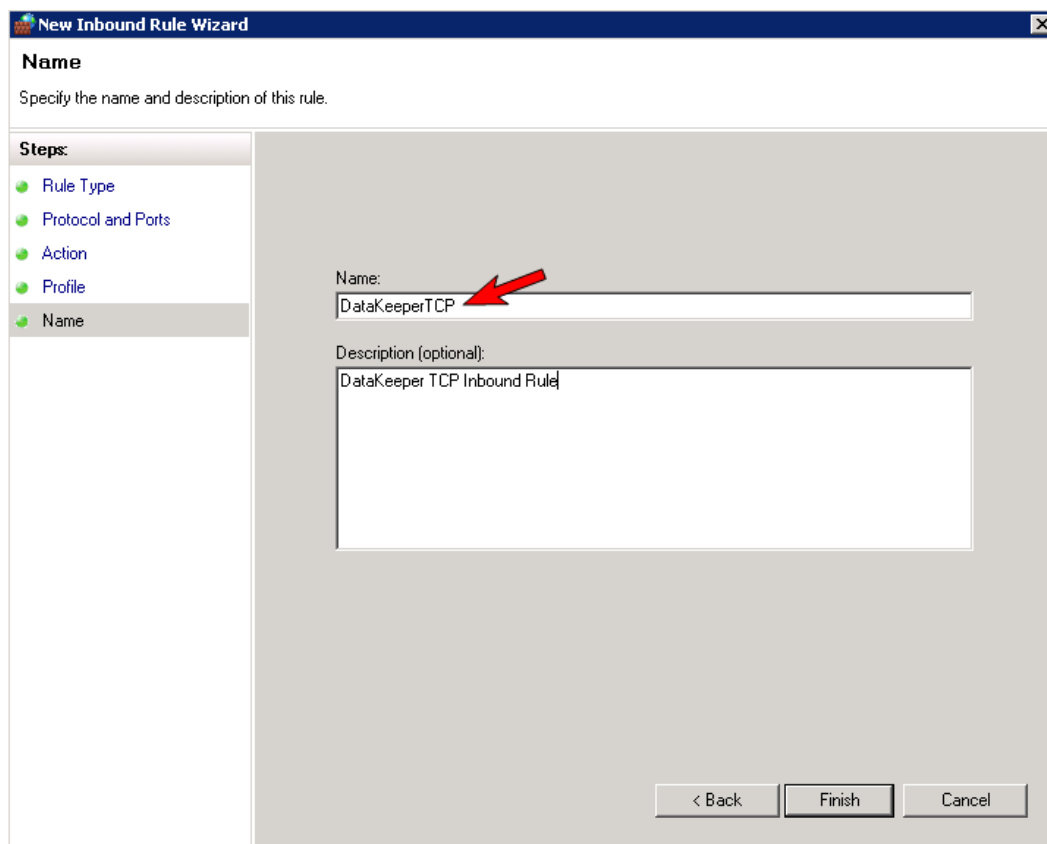 New Inbound Rule Wizard
Name
Specify the name and description of this rule.
Steps:
Rule Type
Protocol and Ports
Action
Profile
Name
Name:
DataKeeperTCP
Description (optional):
DataKeeper TCP Inbound Rule
< Back
Finish
Cancel